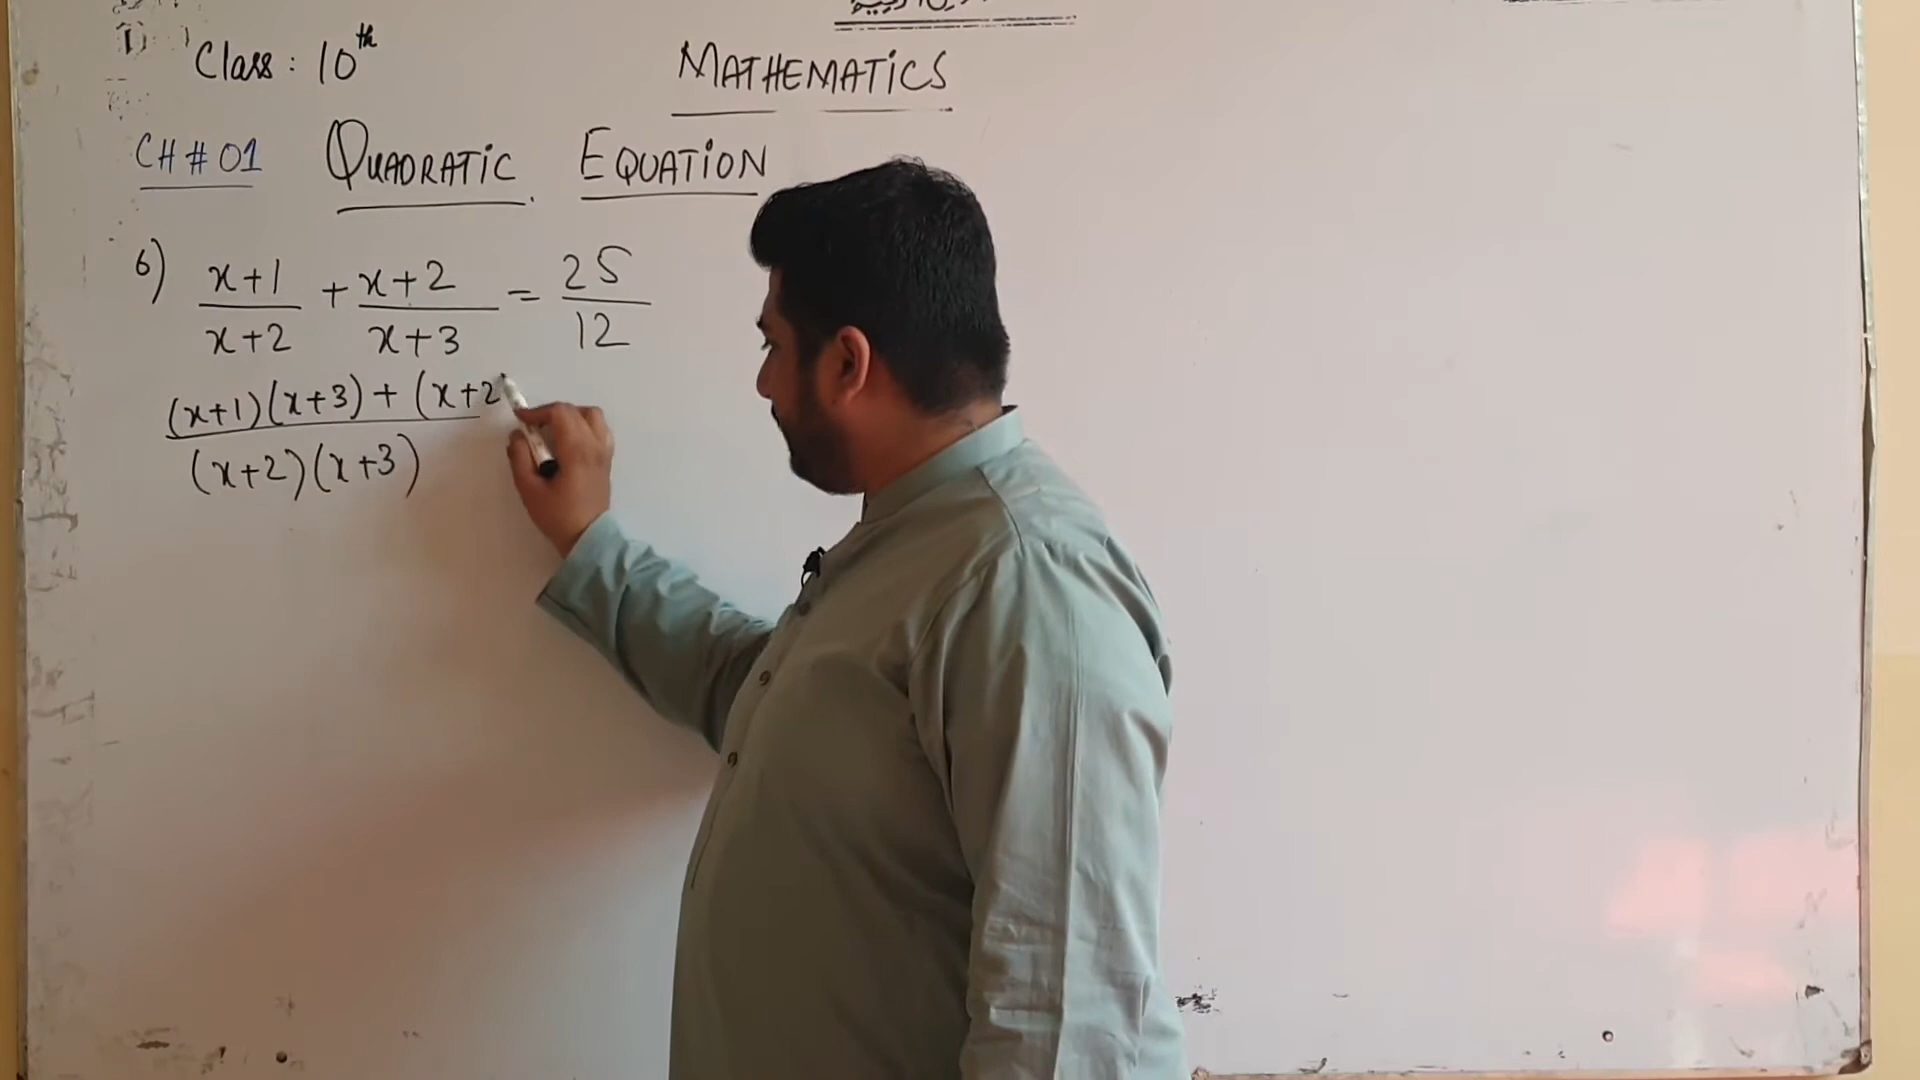 Class: 10th
MATHEMATICS
CH # 01 QUADRATIC EQUATION
6) x+1/x+2 + x+2/x+3 = 25/12
(x+1)(x+3) + (x+2
(x+2)(x+3)